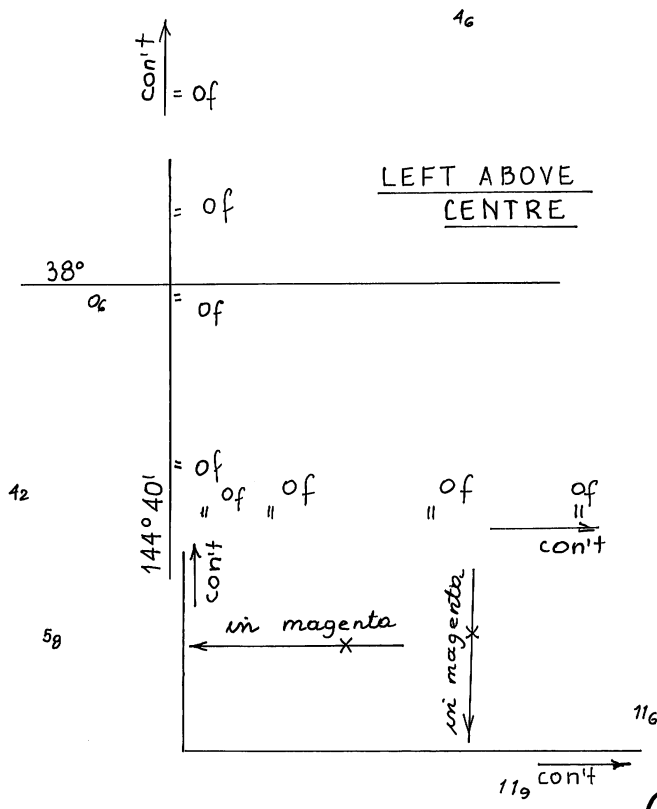 4₆
con't
= Of
LEFT ABOVE
CENTRE
= Of
38°
0₆
= Of
= Of
4₂
" Of " Of " Of " Of
144°40'
con't
con't
5₈
in magenta
in magenta
11₆
11₉ con't